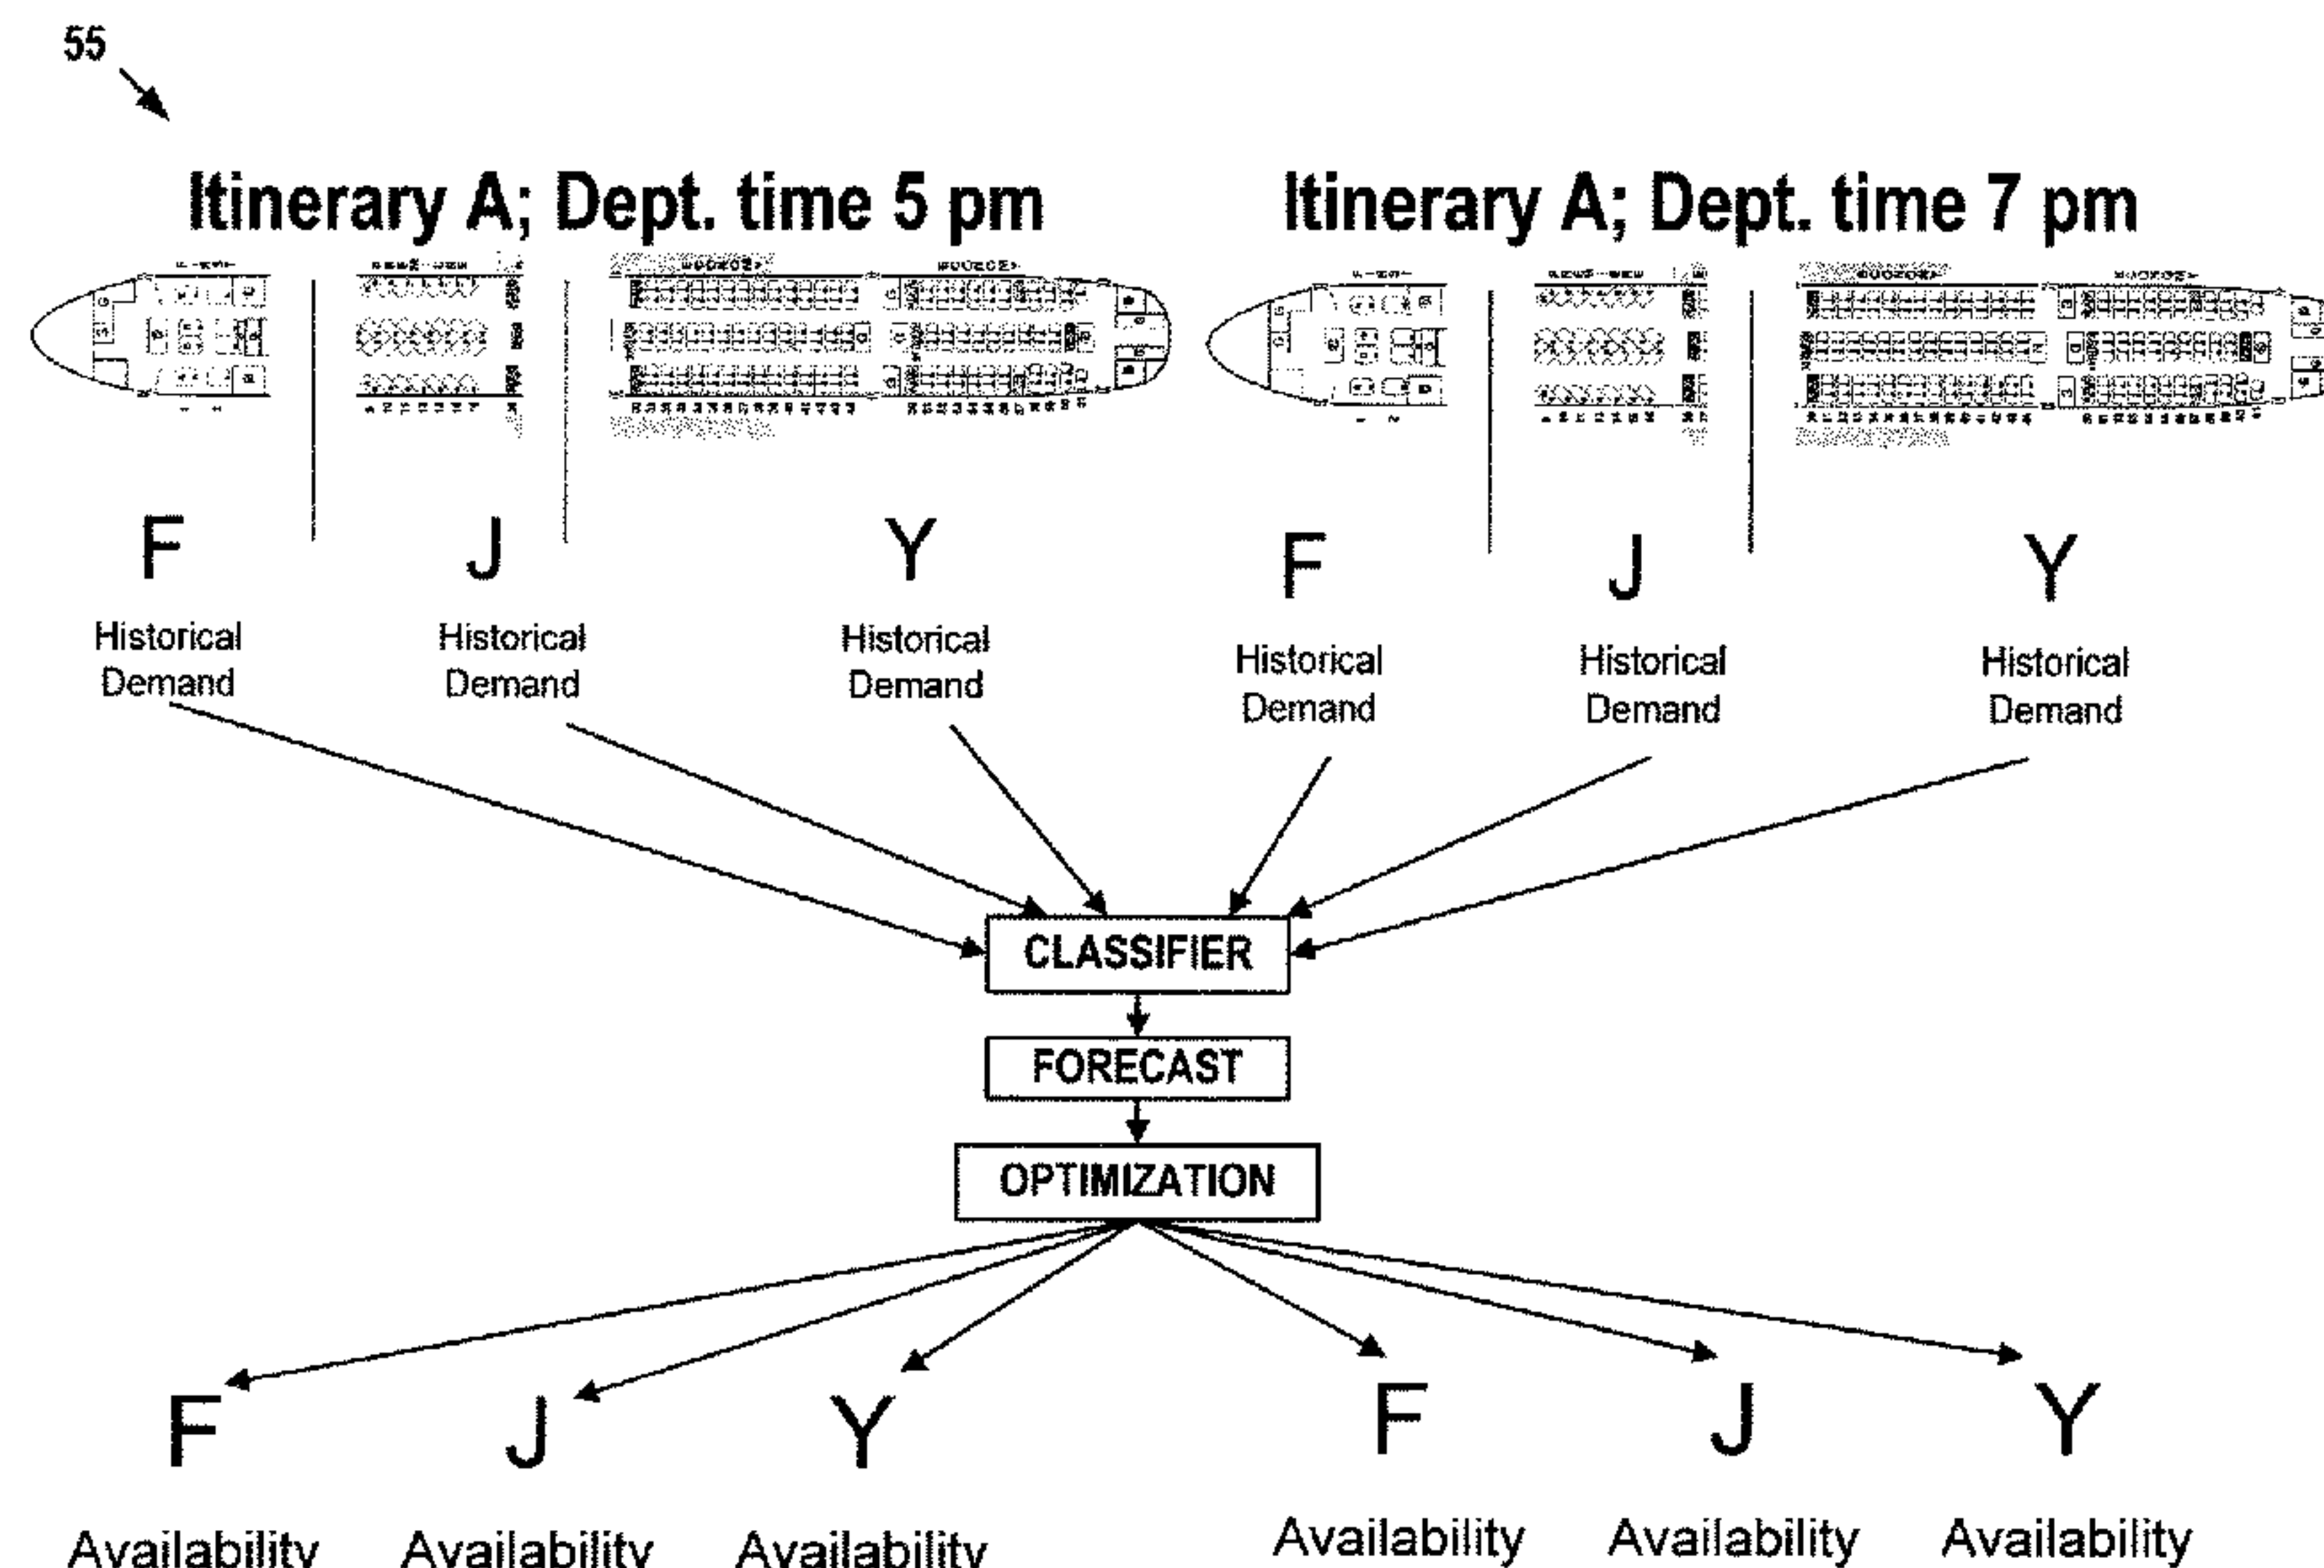 55
Itinerary A; Dept. time 5 pm
Itinerary A; Dept. time 7 pm
F J Y F J Y
Historical Historical Historical Historical Historical Historical
Demand Demand Demand Demand Demand Demand
CLASSIFIER
FORECAST
OPTIMIZATION
F J Y F J Y
Availability Availability Availability Availability Availability Availability